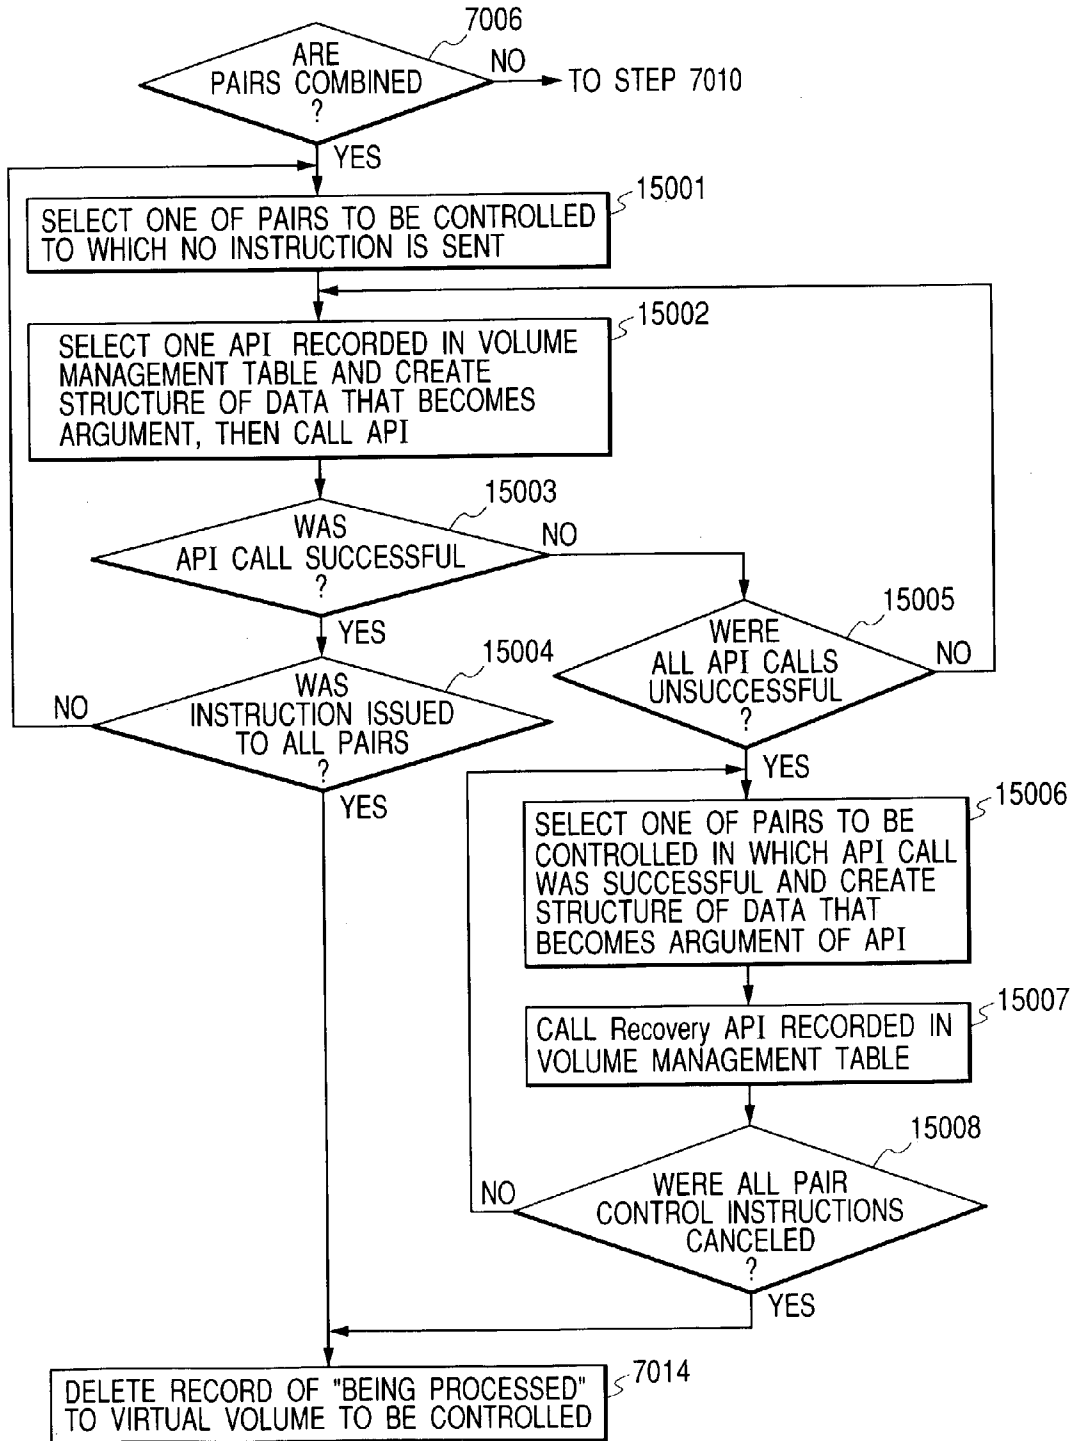 7006
ARE
PAIRS COMBINED
?
NO
TO STEP 7010
YES
15001
SELECT ONE OF PAIRS TO BE CONTROLLED
TO WHICH NO INSTRUCTION IS SENT
15002
SELECT ONE API RECORDED IN VOLUME
MANAGEMENT TABLE AND CREATE
STRUCTURE OF DATA THAT BECOMES
ARGUMENT, THEN CALL API
15003
WAS
API CALL SUCCESSFUL
?
NO
YES
15004
WAS
INSTRUCTION ISSUED
TO ALL PAIRS
?
NO
YES
15005
WERE
ALL API CALLS
UNSUCCESSFUL
?
NO
YES
15006
SELECT ONE OF PAIRS TO BE
CONTROLLED IN WHICH API CALL
WAS SUCCESSFUL AND CREATE
STRUCTURE OF DATA THAT
BECOMES ARGUMENT OF API
15007
CALL Recovery API RECORDED IN
VOLUME MANAGEMENT TABLE
15008
WERE ALL PAIR
CONTROL INSTRUCTIONS
CANCELED
?
NO
YES
7014
DELETE RECORD OF "BEING PROCESSED"
TO VIRTUAL VOLUME TO BE CONTROLLED